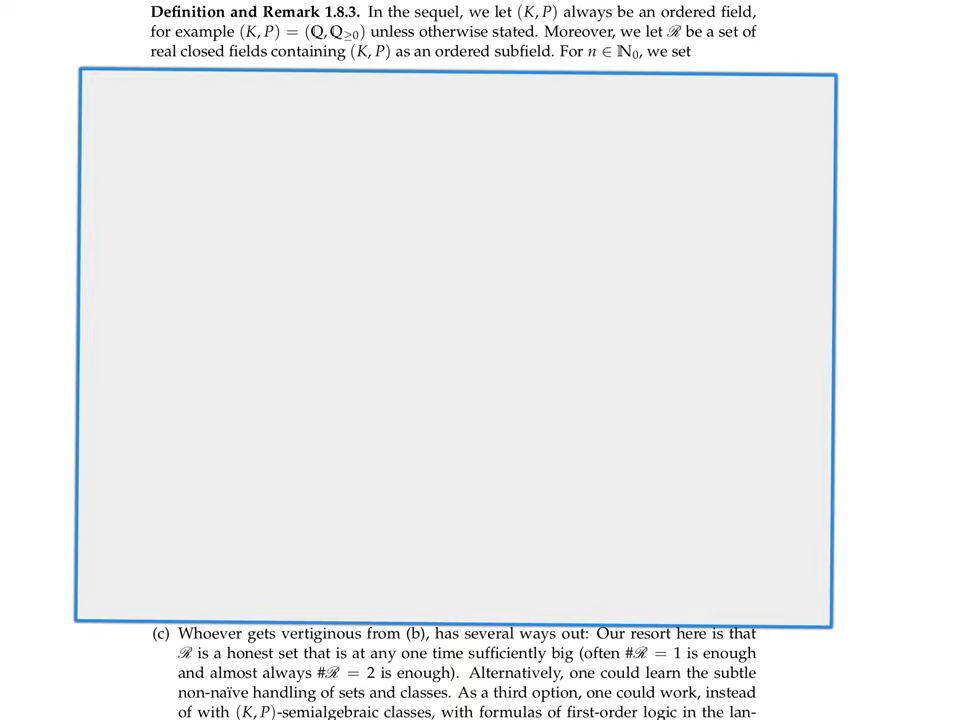 Definition and Remark 1.8.3. In the sequel, we let (K, P) always be an ordered field,
for example (K, P) = (ℚ, ℚ≥0) unless otherwise stated. Moreover, we let ℛ be a set of
real closed fields containing (K, P) as an ordered subfield. For n ∈ ℕ₀, we set
(c) Whoever gets vertiginous from (b), has several ways out: Our resort here is that
ℛ is a honest set that is at any one time sufficiently big (often #ℛ = 1 is enough
and almost always #ℛ = 2 is enough). Alternatively, one could learn the subtle
non-naïve handling of sets and classes. As a third option, one could work, instead
of with (K, P)-semialgebraic classes, with formulas of first-order logic in the lan-